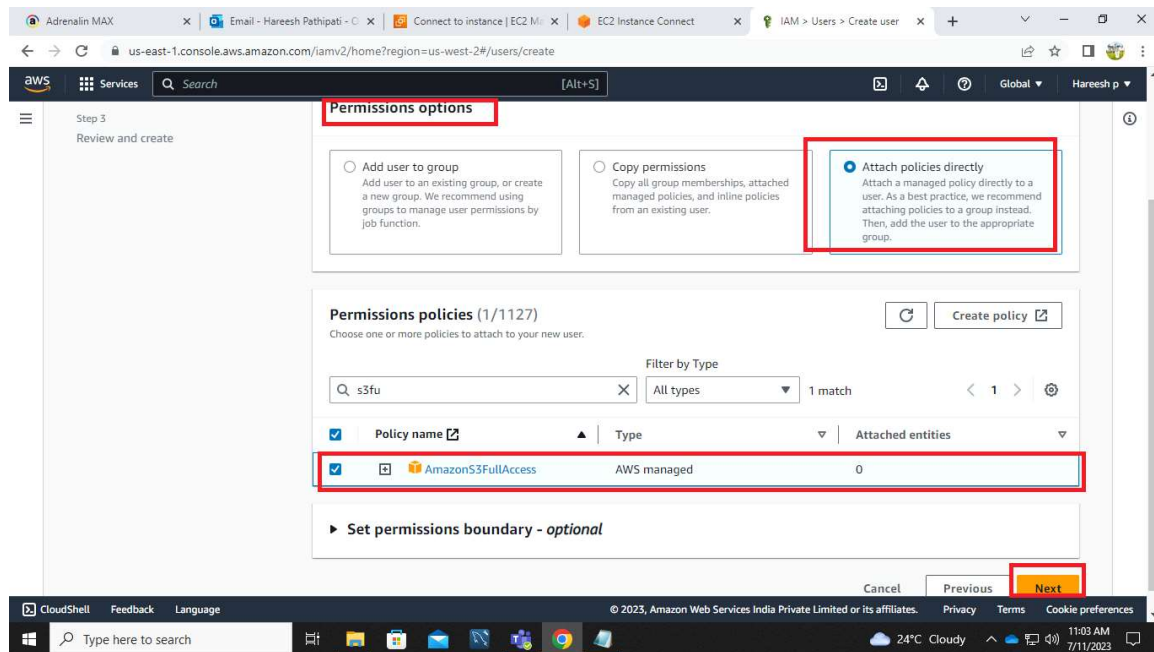 Adrenalin MAX
Email - Hareesh Pathipati - O
Connect to instance | EC2 Ma
EC2 Instance Connect
IAM > Users > Create user
us-east-1.console.aws.amazon.com/iamv2/home?region=us-west-2#/users/create
aws
Services
Search
[Alt+S]
Global
Hareesh p
Step 3
Review and create
Permissions options
Add user to group
Add user to an existing group, or create
a new group. We recommend using
groups to manage user permissions by
job function.
Copy permissions
Copy all group memberships, attached
managed policies, and inline policies
from an existing user.
Attach policies directly
Attach a managed policy directly to a
user. As a best practice, we recommend
attaching policies to a group instead.
Then, add the user to the appropriate
group.
Permissions policies (1/1127)
Choose one or more policies to attach to your new user.
Create policy
Filter by Type
s3fu
All types
1 match
1
Policy name
Type
Attached entities
AmazonS3FullAccess
AWS managed
0
Set permissions boundary - optional
Cancel
Previous
Next
CloudShell
Feedback
Language
© 2023, Amazon Web Services India Private Limited or its affiliates.
Privacy
Terms
Cookie preferences
Type here to search
24°C Cloudy
11:03 AM
7/11/2023